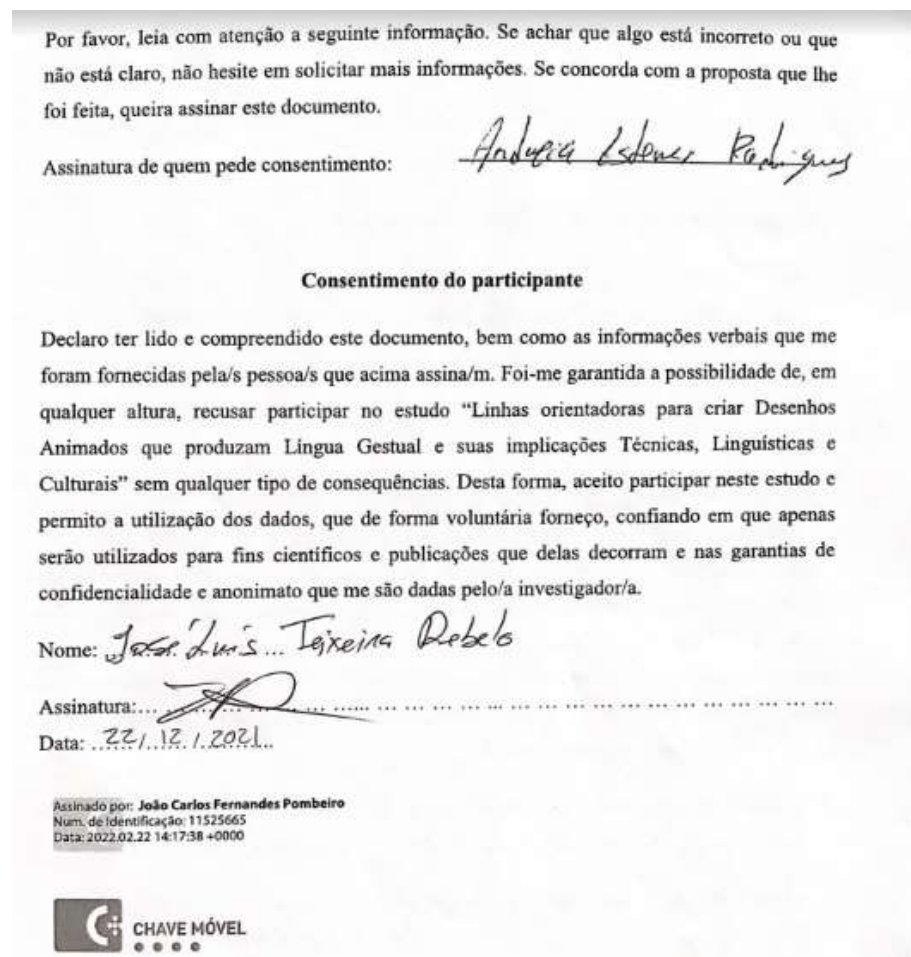 Por favor, leia com atenção a seguinte informação. Se achar que algo está incorreto ou que
não está claro, não hesite em solicitar mais informações. Se concorda com a proposta que lhe
foi feita, queira assinar este documento.
Assinatura de quem pede consentimento: Rodrigues
Consentimento do participante
Declaro ter lido e compreendido este documento, bem como as informações verbais que me
foram fornecidas pela/s pessoa/s que acima assina/m. Foi-me garantida a possibilidade de, em
qualquer altura, recusar participar no estudo “Linhas orientadoras para criar Desenhos
Animados que produzam Língua Gestual e suas implicações Técnicas, Linguísticas e
Culturais” sem qualquer tipo de consequências. Desta forma, aceito participar neste estudo e
permito a utilização dos dados, que de forma voluntária forneço, confiando em que apenas
serão utilizados para fins científicos e publicações que delas decorram e nas garantias de
confidencialidade e anonimato que me são dadas pelo/a investigador/a.
Nome: José Luís Teixeira Rebelo
Assinatura:
Data: 22/12/2021
Assinado por: João Carlos Fernandes Pombeiro
Num. de Identificação: 11525665
Data: 2022.02.22 14:17:38 +0000
CHAVE MÓVEL